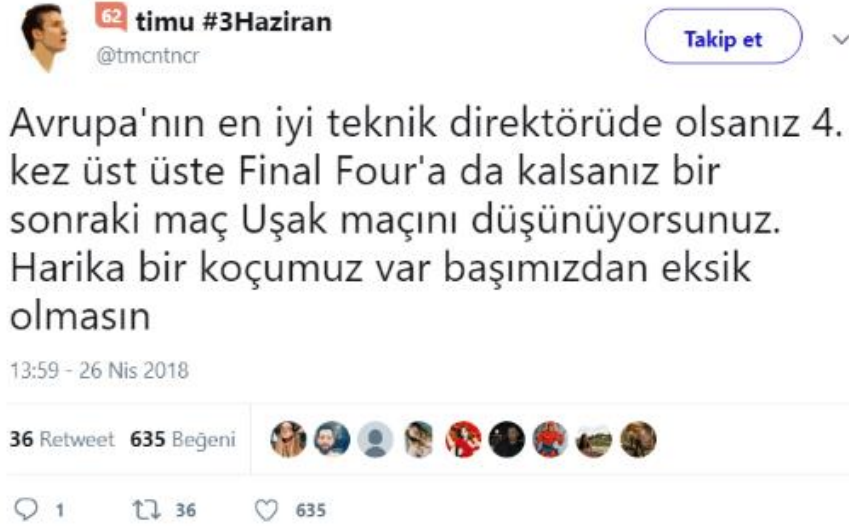 62 timu #3Haziran
@tmcntncr
Takip et
Avrupa'nın en iyi teknik direktörüde olsanız 4.
kez üst üste Final Four'a da kalsanız bir
sonraki maç Uşak maçını düşünüyorsunuz.
Harika bir koçumuz var başımızdan eksik
olmasın
13:59 - 26 Nis 2018
36 Retweet 635 Beğeni
1 36 635